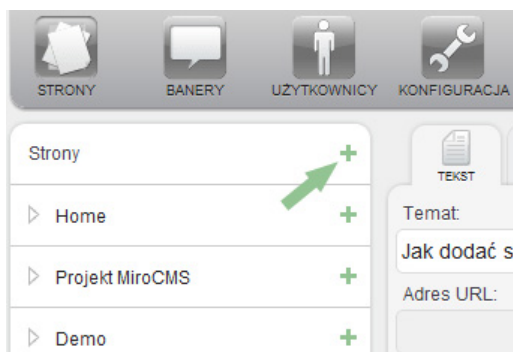 STRONY
BANERY
UŻYTKOWNICY
KONFIGURACJA
Strony
Home
Projekt MiroCMS
Demo
TEKST
Temat:
Jak dodać s
Adres URL: